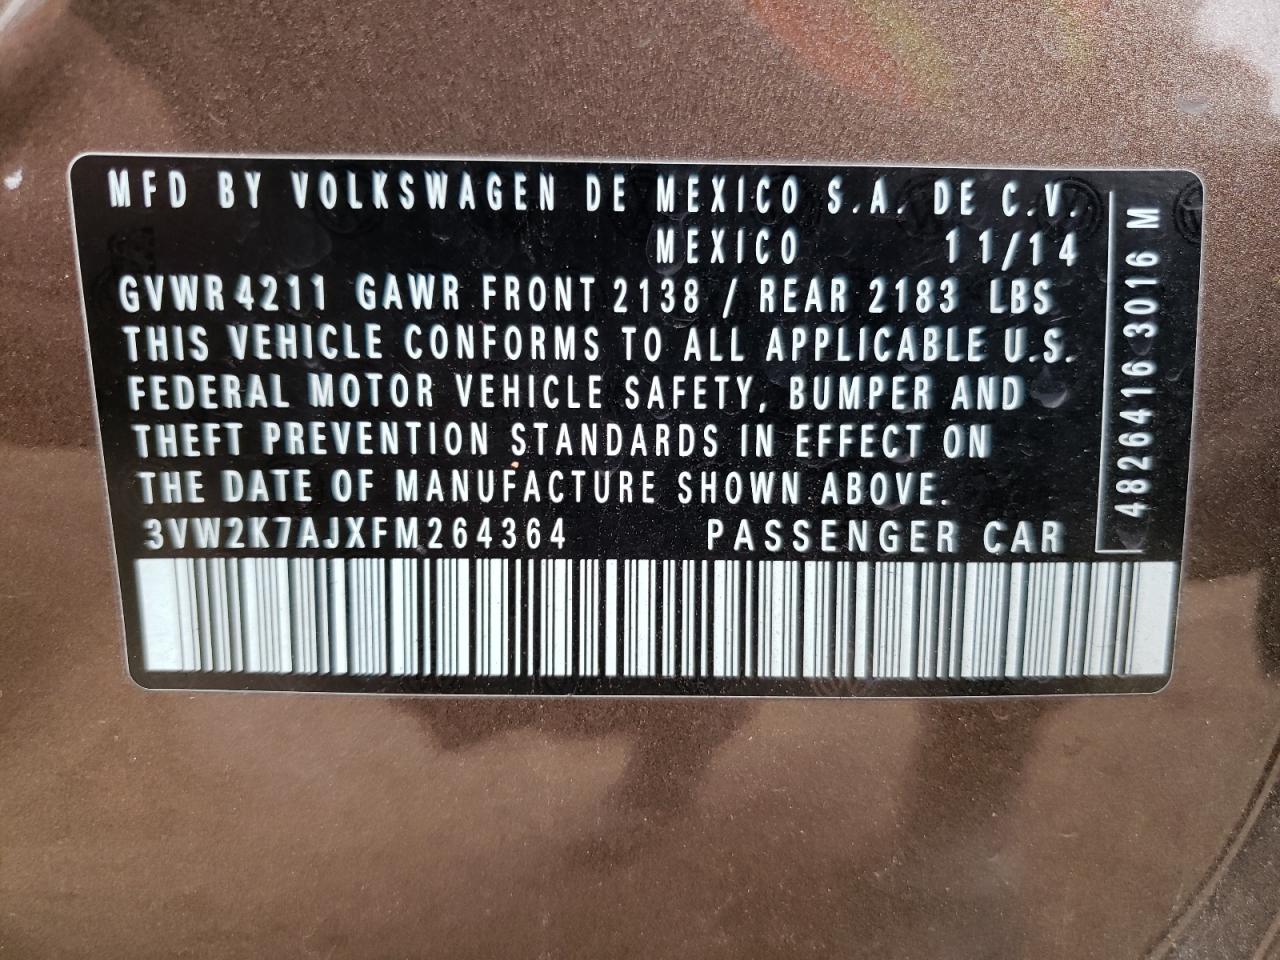 MFD BY VOLKSWAGEN DE MEXICO S.A. DE C.V.
MEXICO 11/14
GVWR 4211 GAWR FRONT 2138 / REAR 2183 LBS
THIS VEHICLE CONFORMS TO ALL APPLICABLE U.S.
FEDERAL MOTOR VEHICLE SAFETY, BUMPER AND
THEFT PREVENTION STANDARDS IN EFFECT ON
THE DATE OF MANUFACTURE SHOWN ABOVE.
3VW2K7AJXFM264364 PASSENGER CAR
4826416 3016 M